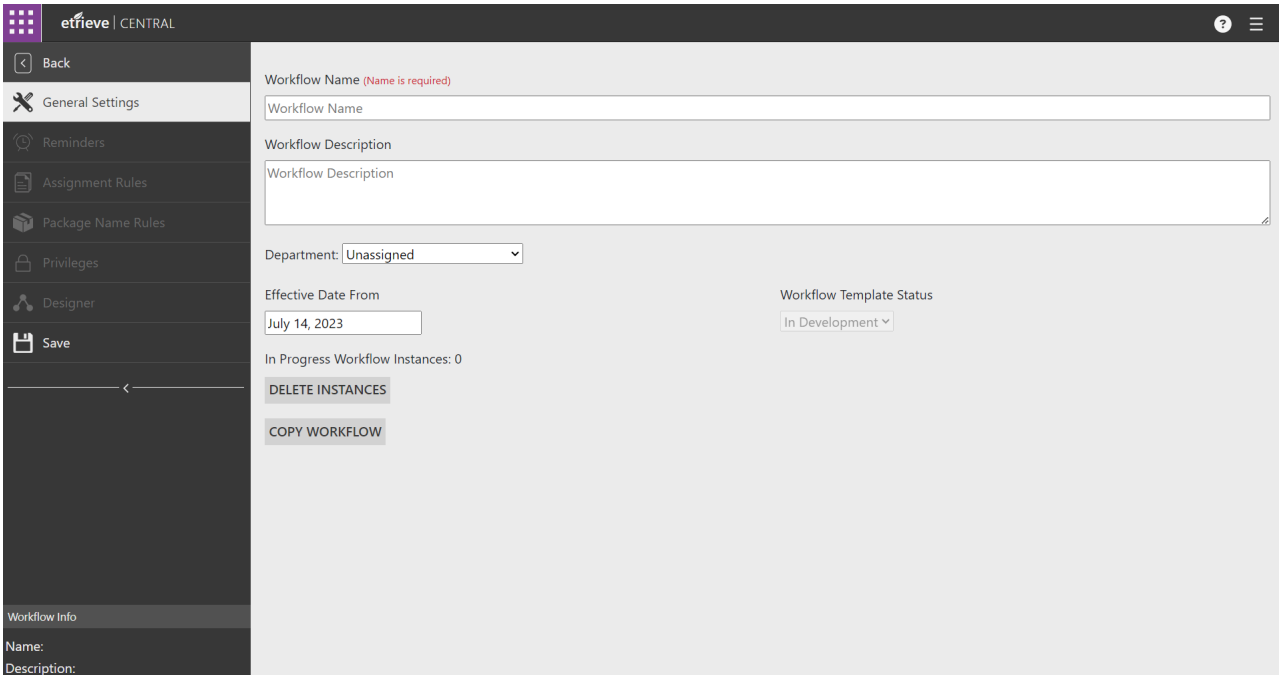 etrieve | CENTRAL
?
Back
General Settings
Reminders
Assignment Rules
Package Name Rules
Privileges
Designer
Save
Workflow Info
Name:
Description:
Workflow Name (Name is required)
Workflow Name
Workflow Description
Workflow Description
Department: Unassigned
Effective Date From
Workflow Template Status
July 14, 2023
In Development
In Progress Workflow Instances: 0
DELETE INSTANCES
COPY WORKFLOW